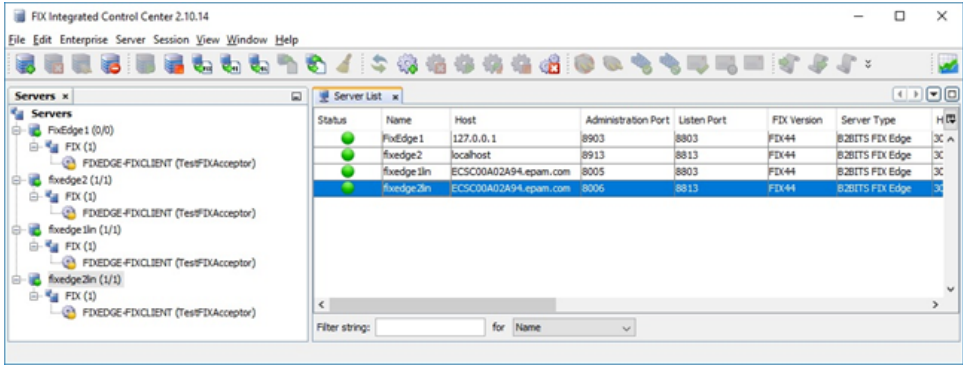 FIX Integrated Control Center 2.10.14
File Edit Enterprise Server Session View Window Help
Servers
Servers
FixEdge1 (0/0)
FIX (1)
FIXEDGE-FIXCLIENT (TestFIXAcceptor)
fixedge2 (1/1)
FIX (1)
FIXEDGE-FIXCLIENT (TestFIXAcceptor)
fixedge1lin (1/1)
FIX (1)
FIXEDGE-FIXCLIENT (TestFIXAcceptor)
fixedge2lin (1/1)
FIX (1)
FIXEDGE-FIXCLIENT (TestFIXAcceptor)
Server List
Status Name Host Administration Port Listen Port FIX Version Server Type H
FixEdge1 127.0.0.1 8903 8803 FIX44 B2BITS FIX Edge 30
fixedge2 localhost 8913 8813 FIX44 B2BITS FIX Edge 30
fixedge1lin ECSC00A02A94.epam.com 8005 8803 FIX44 B2BITS FIX Edge 30
fixedge2lin ECSC00A02A94.epam.com 8006 8813 FIX44 B2BITS FIX Edge 30
Filter string: for Name